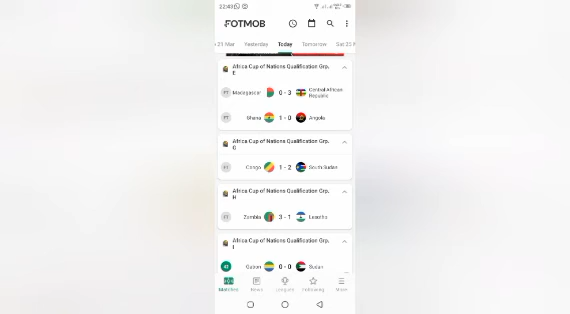 22:43
FOTMOB
Yesterday
Today
Tomorrow
Africa Cup of Nations Qualification Grp. E
FT Madagascar 0 - 3 Central African Republic
FT Ghana 1 - 0 Angola
Africa Cup of Nations Qualification Grp. G
FT Congo 1 - 2 South Sudan
Africa Cup of Nations Qualification Grp. H
FT Zambia 3 - 1 Lesotho
Africa Cup of Nations Qualification Grp. I
Gabon 0 - 0 Sudan
Matches
News
Leagues
Following
More